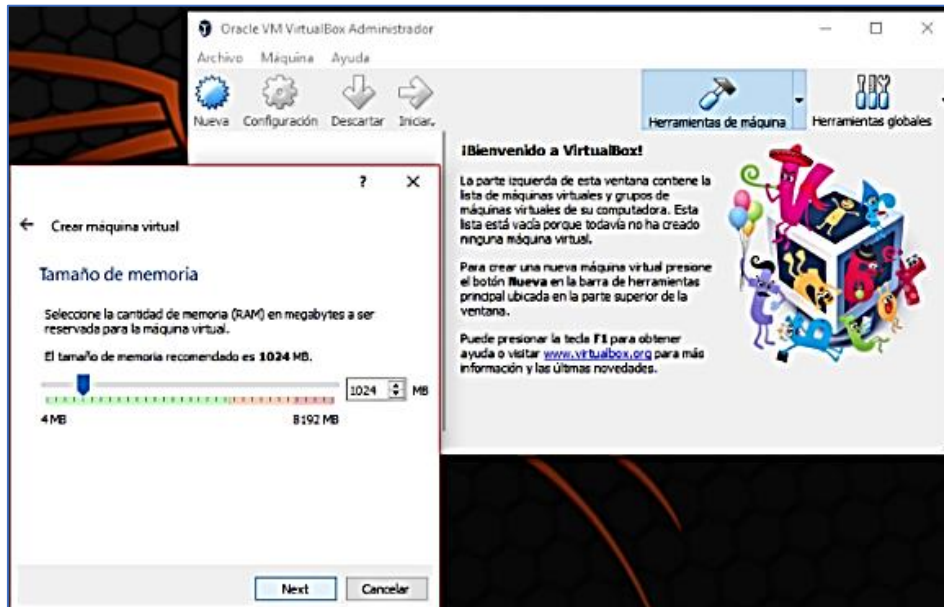 Oracle VM VirtualBox Administrador
Archivo Máquina Ayuda
Nueva Configuración Descartar Iniciar
Herramientas de máquina Herramientas globales
¡Bienvenido a VirtualBox!
La parte izquierda de esta ventana contiene la
lista de máquinas virtuales y grupos de
máquinas virtuales de su computadora. Esta
lista está vacía porque todavía no ha creado
ninguna máquina virtual.
Para crear una nueva máquina virtual presione
el botón Nueva en la barra de herramientas
principal ubicada en la parte superior de la
ventana.
Puede presionar la tecla F1 para obtener
ayuda o visitar www.virtualbox.org para más
información y las últimas novedades.
Crear máquina virtual
Tamaño de memoria
Seleccione la cantidad de memoria (RAM) en megabytes a ser
reservada para la máquina virtual.
El tamaño de memoria recomendado es 1024 MB.
1024 MB
4 MB 8192 MB
Next Cancelar